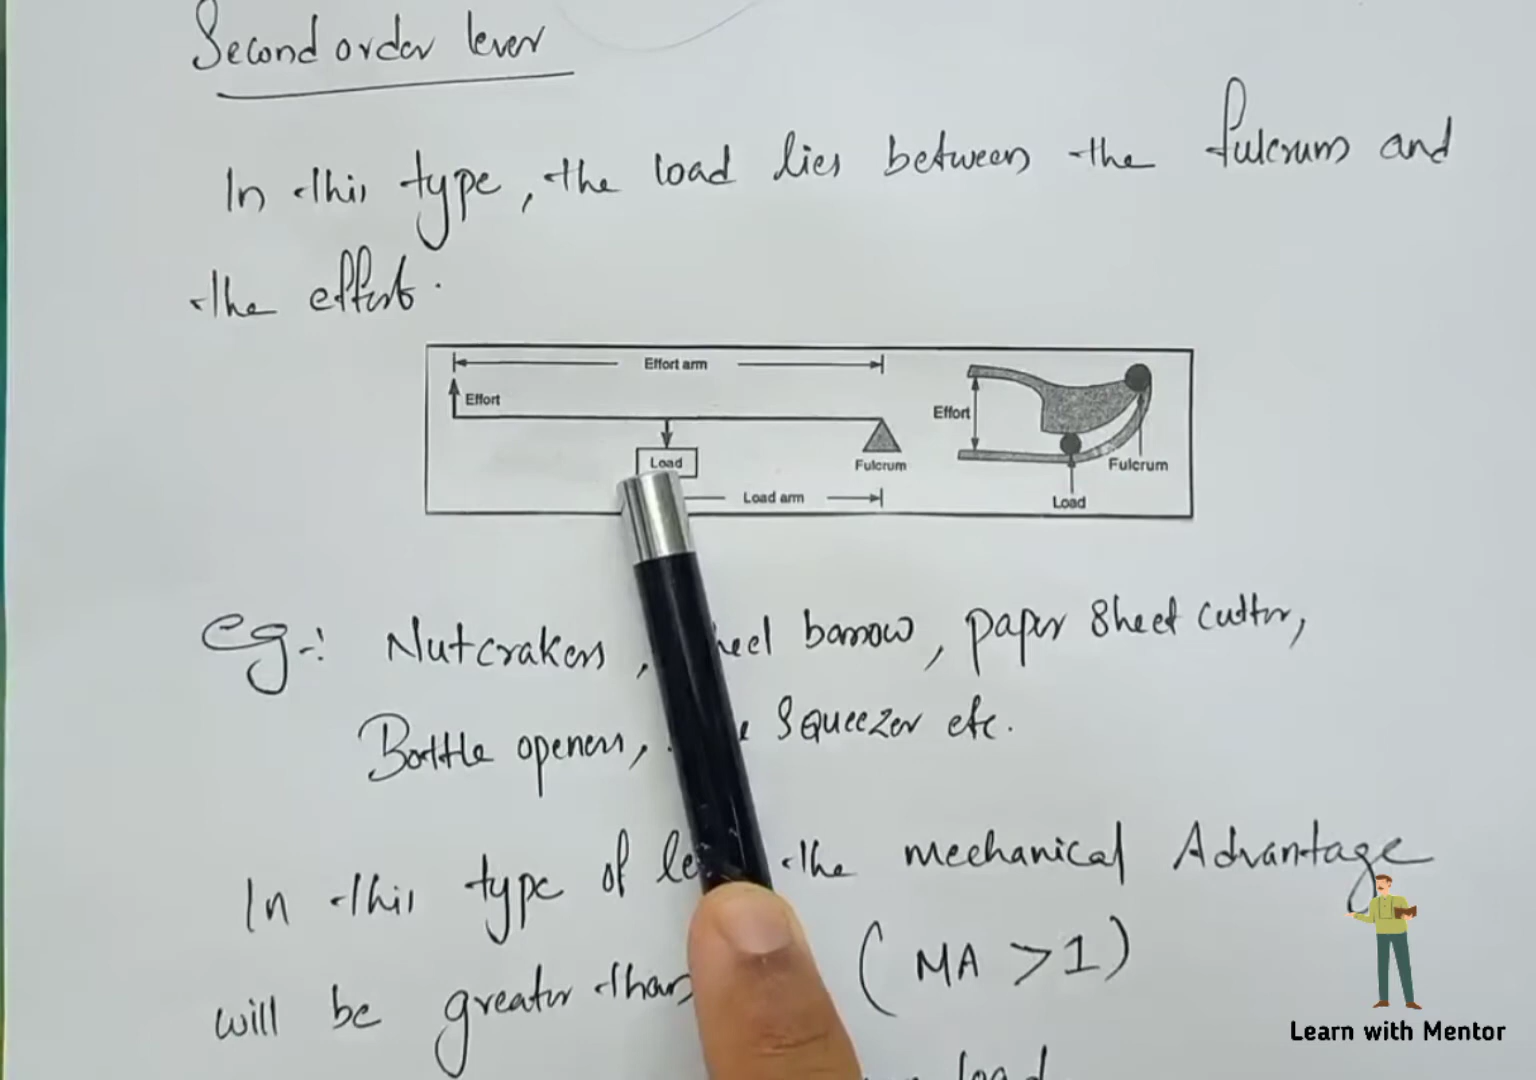 Second order lever
In this type, the load lies between the fulcrum and
the effort.
Effort arm
Effort
Load
Fulcrum
Load arm
Effort
Fulcrum
Load
eg:- Nutcrakers, heel barrow, paper sheet cutter,
Bottle openers, squeezer etc.
In this type of le the mechanical Advantage
will be greater than (MA > 1)
load
Learn with Mentor